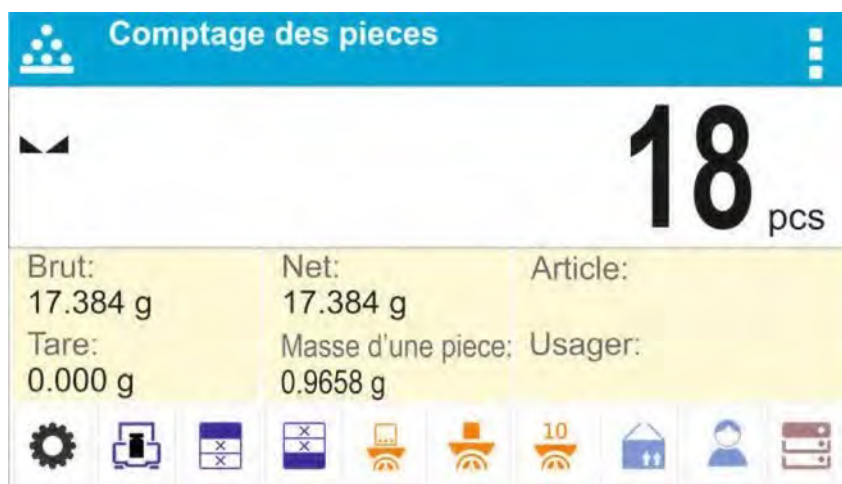 Comptage des pieces
18 pcs
Brut:
17.384 g
Net:
17.384 g
Article:
Tare:
0.000 g
Masse d'une piece:
0.9658 g
Usager:
10